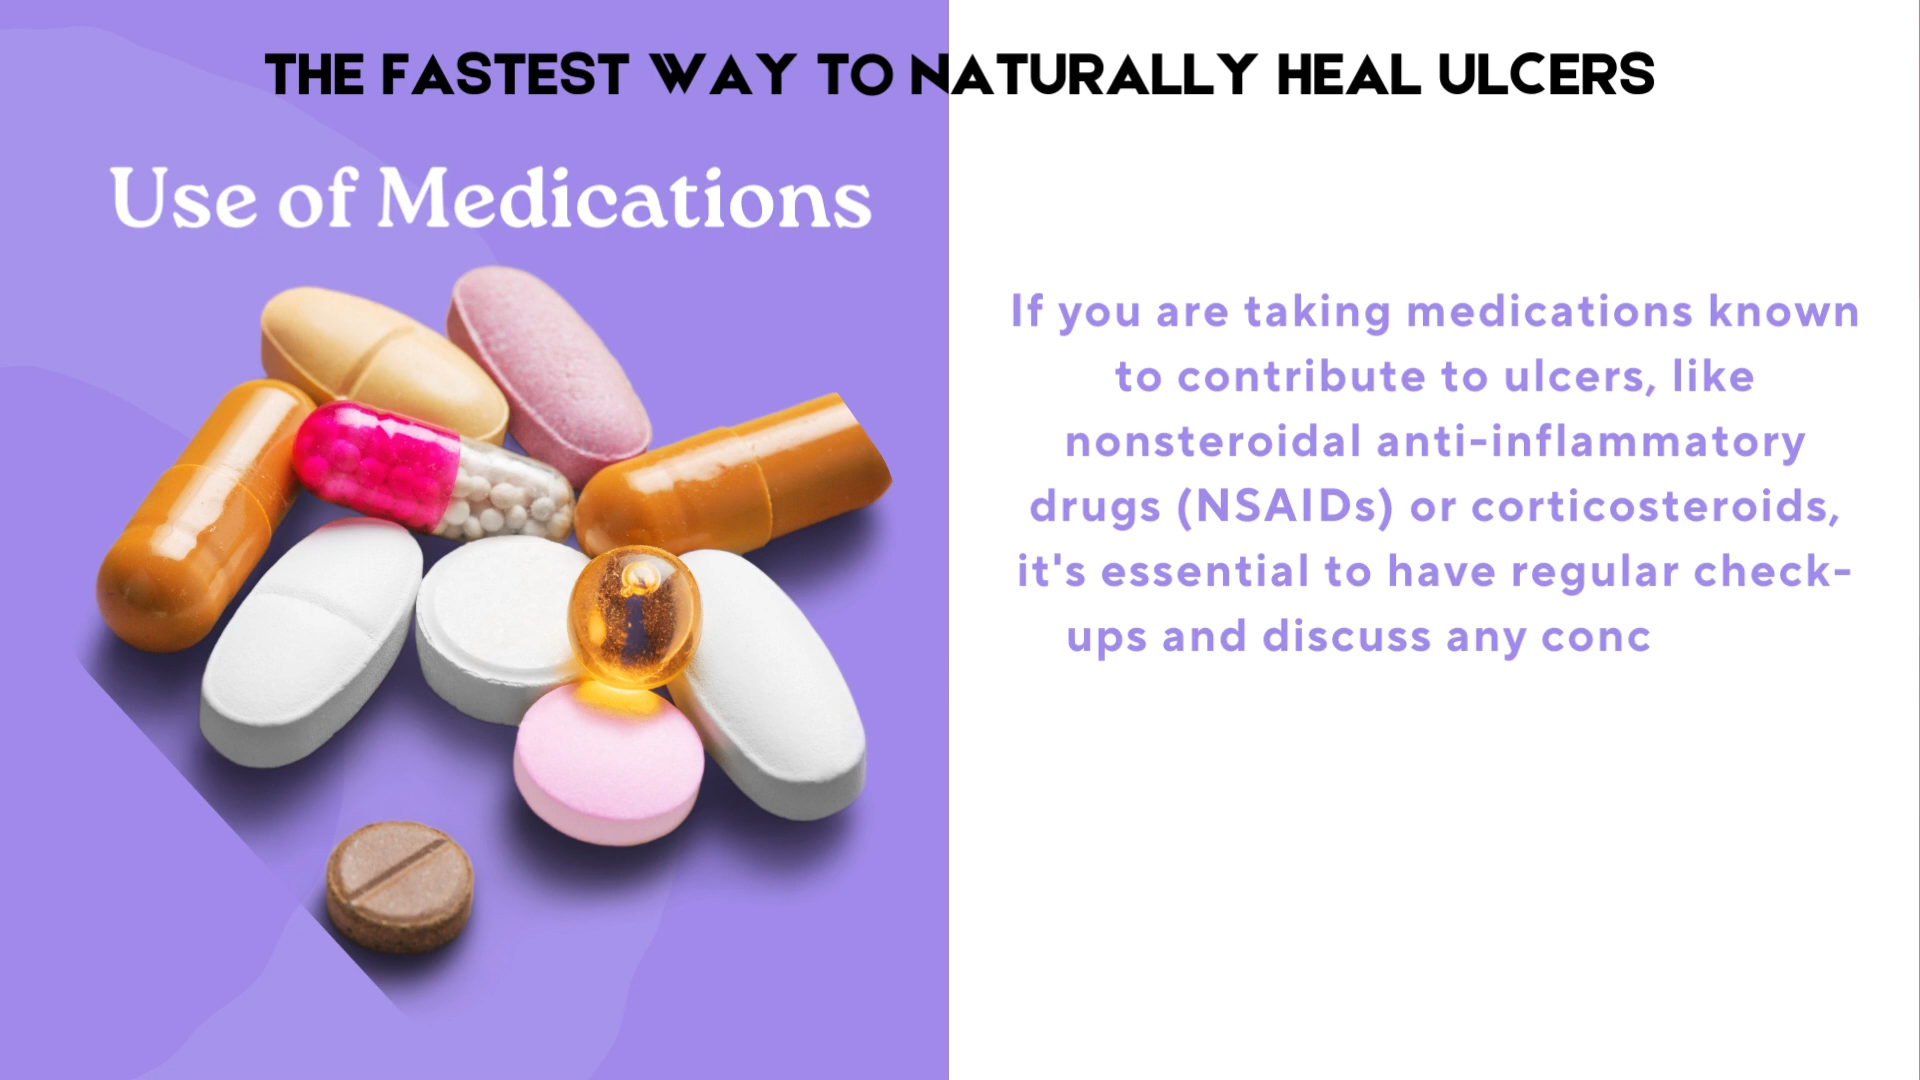 THE FASTEST WAY TO NATURALLY HEAL ULCERS
Use of Medications
If you are taking medications known
to contribute to ulcers, like
nonsteroidal anti-inflammatory
drugs (NSAIDs) or corticosteroids,
it's essential to have regular check-
ups and discuss any conc